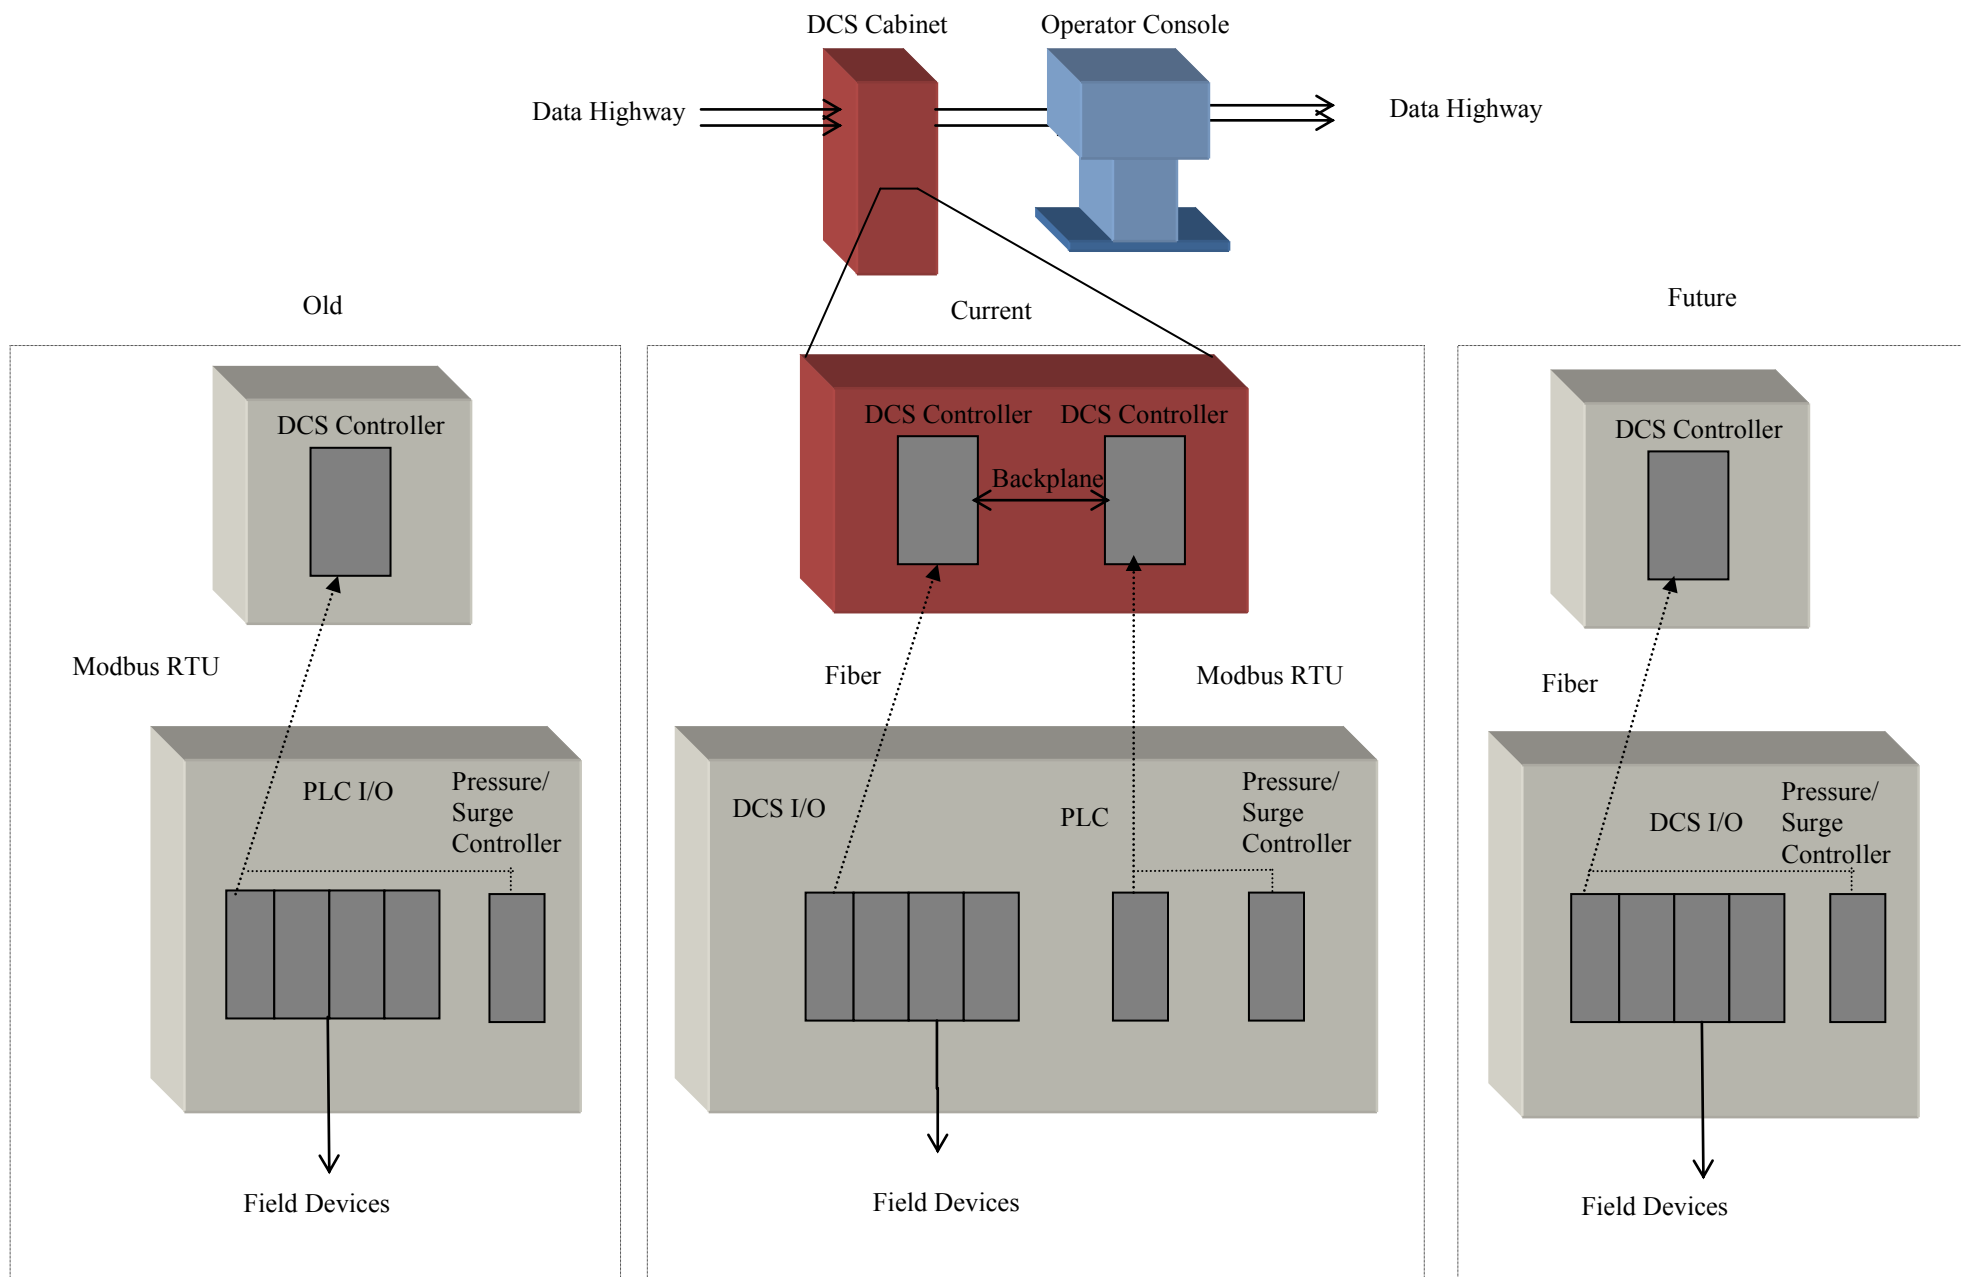 DCS Cabinet
Operator Console
Data Highway
Data Highway
Old
Current
Future
DCS Controller
Modbus RTU
PLC I/O
Pressure/
Surge
Controller
Field Devices
DCS Controller
DCS Controller
Backplane
Fiber
Modbus RTU
DCS I/O
PLC
Pressure/
Surge
Controller
Field Devices
DCS Controller
Fiber
DCS I/O
Pressure/
Surge
Controller
Field Devices